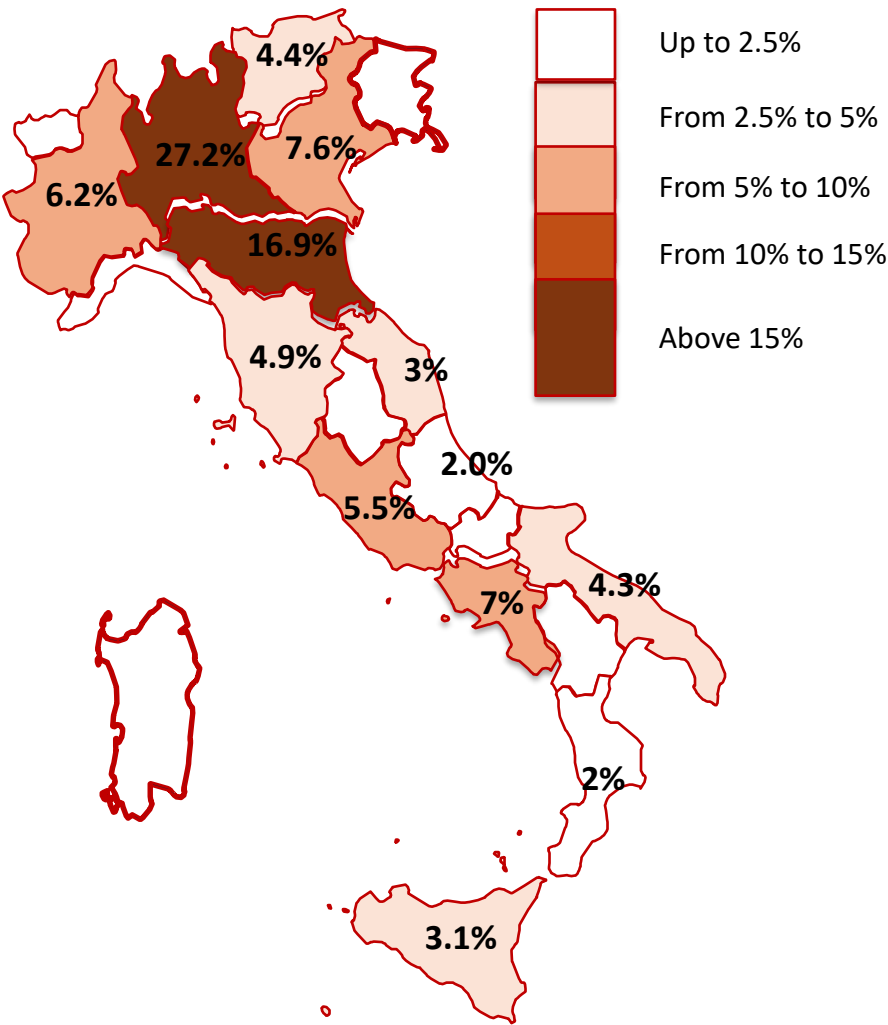 4.4%
Up to 2.5%
From 2.5% to 5%
27.2%
7.6%
6.2%
From 5% to 10%
16.9%
From 10% to 15%
Above 15%
4.9%
3%
2.0%
5.5%
4.3%
7%
2%
3.1%